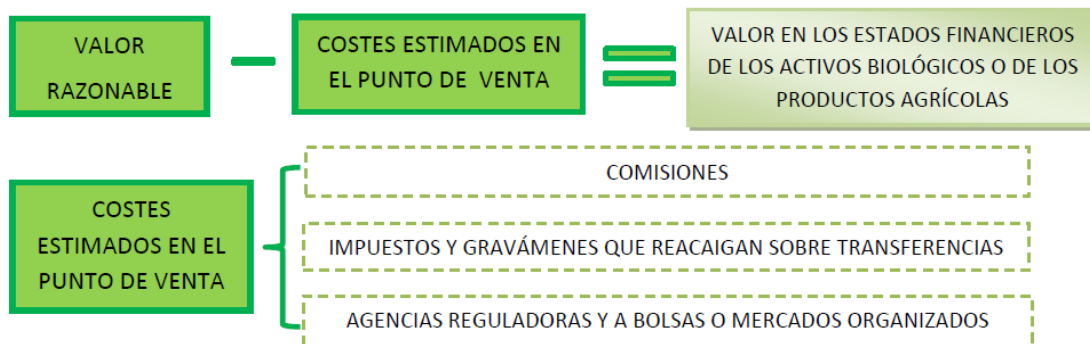 VALOR
RAZONABLE
COSTES ESTIMADOS EN
EL PUNTO DE VENTA
VALOR EN LOS ESTADOS FINANCIEROS
DE LOS ACTIVOS BIOLÓGICOS O DE LOS
PRODUCTOS AGRÍCOLAS
COSTES
ESTIMADOS EN EL
PUNTO DE VENTA
COMISIONES
IMPUESTOS Y GRAVÁMENES QUE REACAIGAN SOBRE TRANSFERENCIAS
AGENCIAS REGULADORAS Y A BOLSAS O MERCADOS ORGANIZADOS